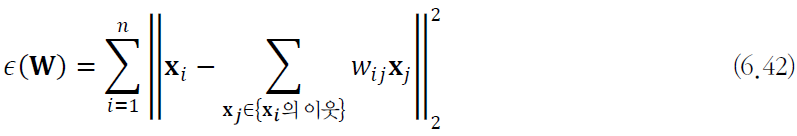 ϵ(𝐖) = ∑_{i=1}^{n} ‖𝐱_i − ∑_{𝐱_j∈{𝐱_i의 이웃}} w_{ij}𝐱_j‖_2^2 (6.42)